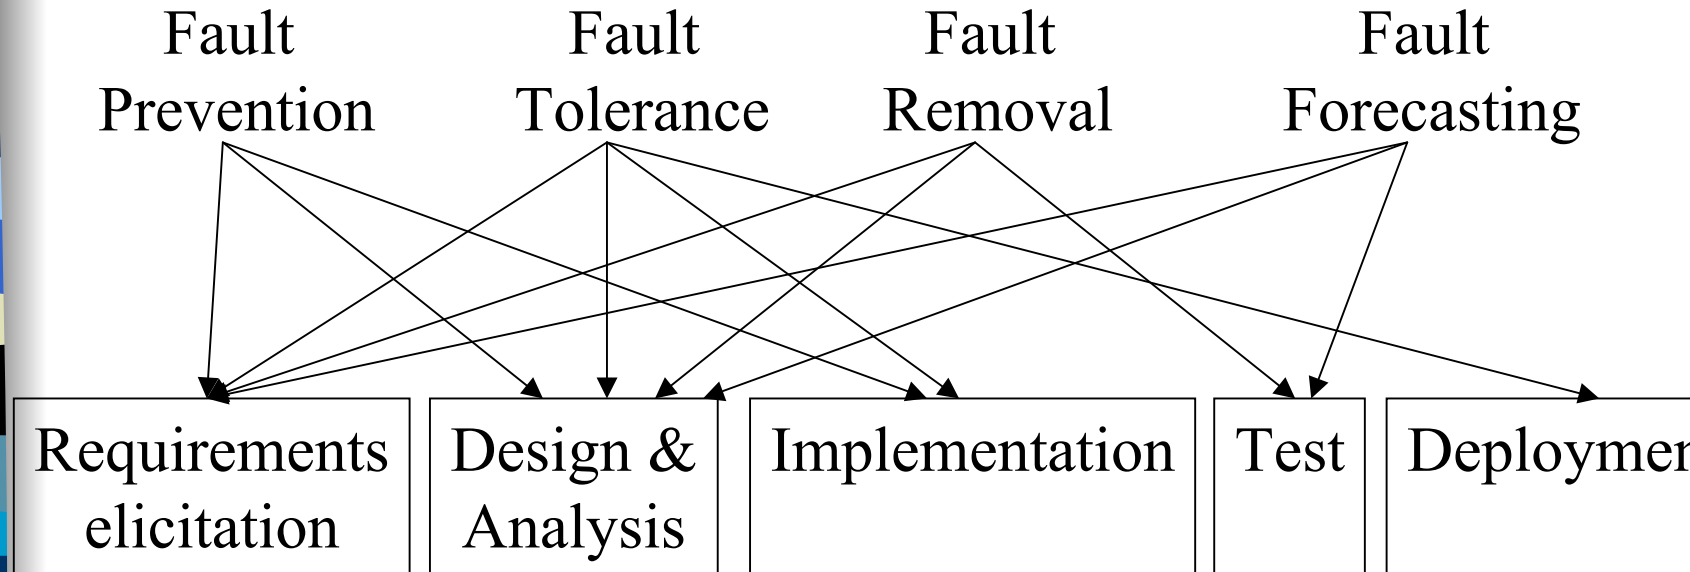 Fault Fault Fault Fault
Prevention Tolerance Removal Forecasting
Requirements Design & Implementation Test
elicitation Analysis